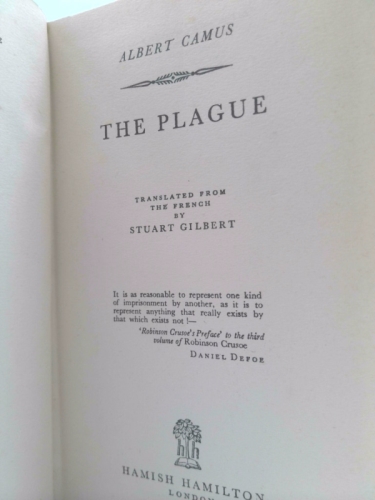 ALBERT CAMUS
THE PLAGUE
TRANSLATED FROM
THE FRENCH
BY
STUART GILBERT
It is as reasonable to represent one kind
of imprisonment by another, as it is to
represent anything that really exists by
that which exists not !—
'Robinson Crusoe's Preface' to the third
volume of Robinson Crusoe
DANIEL DEFOE
hh
HAMISH HAMILTON
LONDON